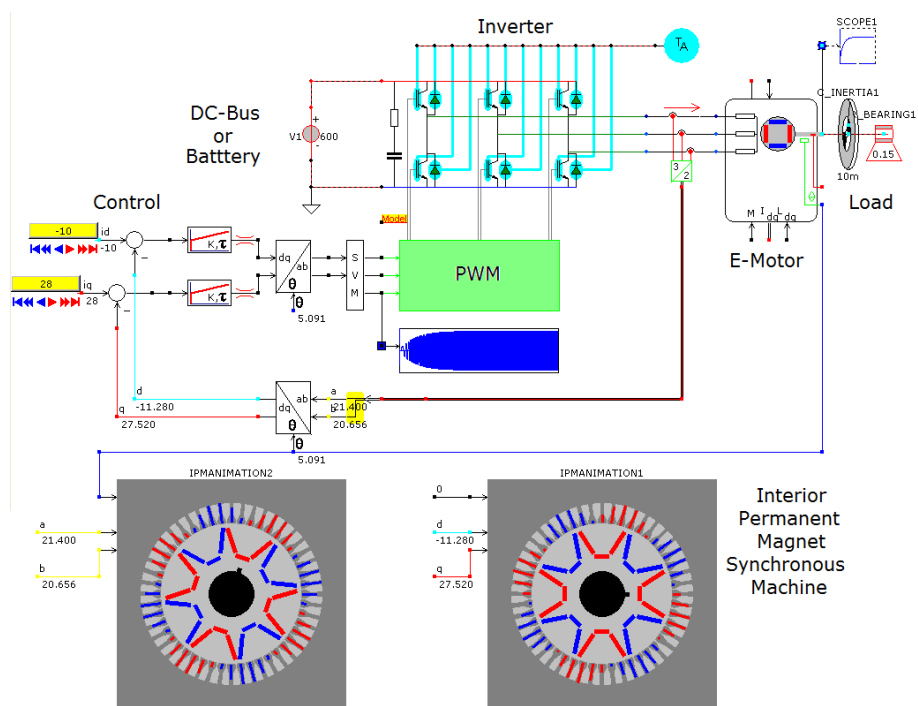 Inverter
SCOPE1
T_A
DC-Bus
or
Batttery
V1
+
600
-
C_INERTIA1
_BEARING1
0.15
10m
3
2
M I dq L dq
Load
E-Motor
Control
Model
-10
id
-10
K,τ
dq
ab
θ
5.091
S
V
M
PWM
28
iq
28
K,τ
d
-11.280
q
27.520
ab
dq
θ
5.091
a
21.400
b
20.656
IPMANIMATION2
a
21.400
b
20.656
IPMANIMATION1
0
d
-11.280
q
27.520
Interior
Permanent
Magnet
Synchronous
Machine